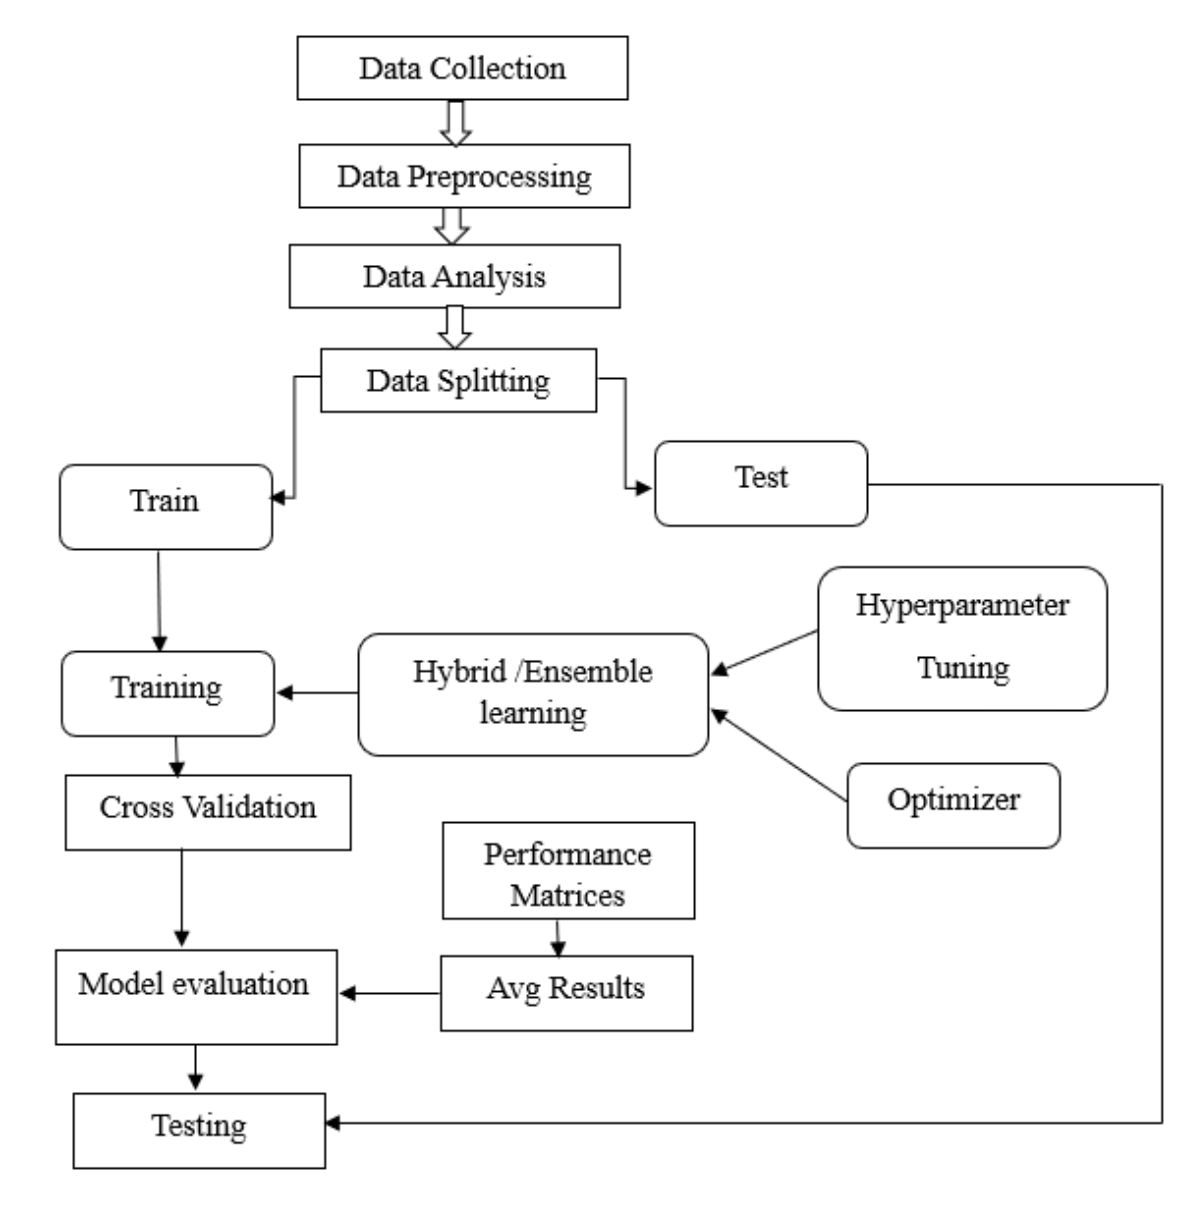 Data Collection
Data Preprocessing
Data Analysis
Data Splitting
Train
Test
Hyperparameter
Tuning
Hybrid /Ensemble
learning
Training
Optimizer
Cross Validation
Performance
Matrices
Model evaluation
Avg Results
Testing